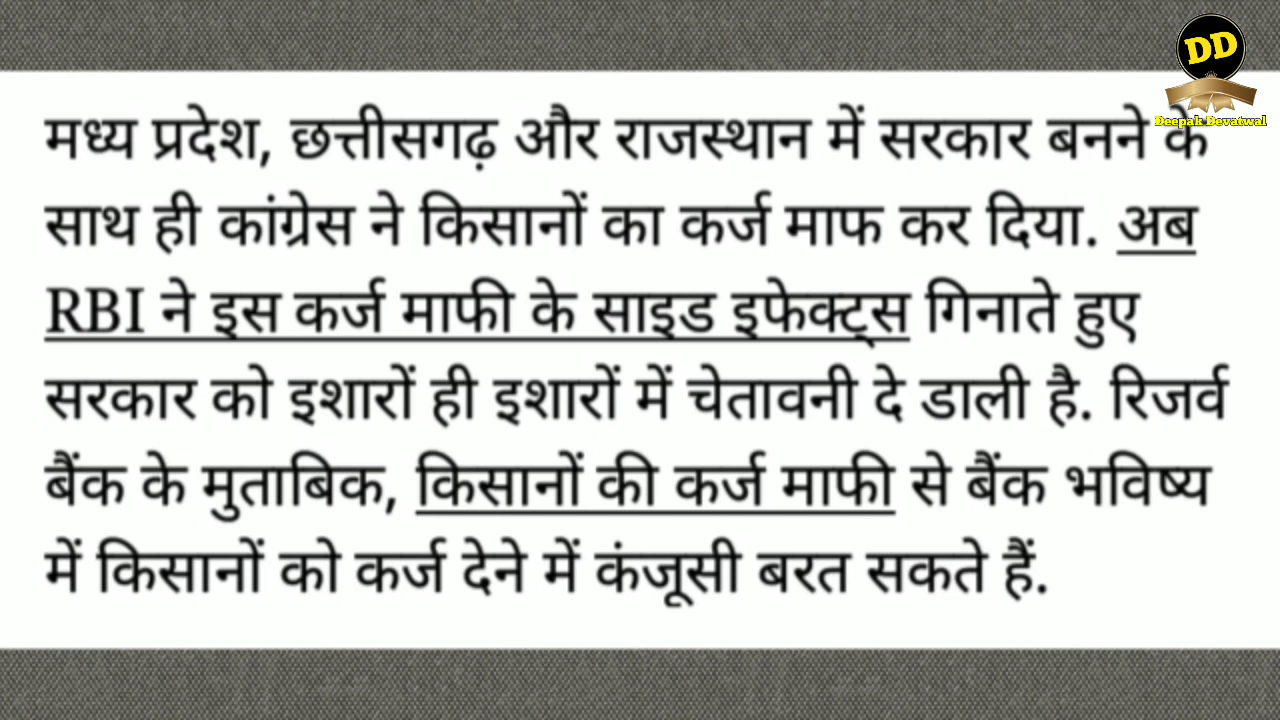 DD
Deepak Devatwal
मध्य प्रदेश, छत्तीसगढ़ और राजस्थान में सरकार बनने के
साथ ही कांग्रेस ने किसानों का कर्ज माफ कर दिया. अब
RBI ने इस कर्ज माफी के साइड इफेक्ट्स गिनाते हुए
सरकार को इशारों ही इशारों में चेतावनी दे डाली है. रिजर्व
बैंक के मुताबिक, किसानों की कर्ज माफी से बैंक भविष्य
में किसानों को कर्ज देने में कंजूसी बरत सकते हैं.